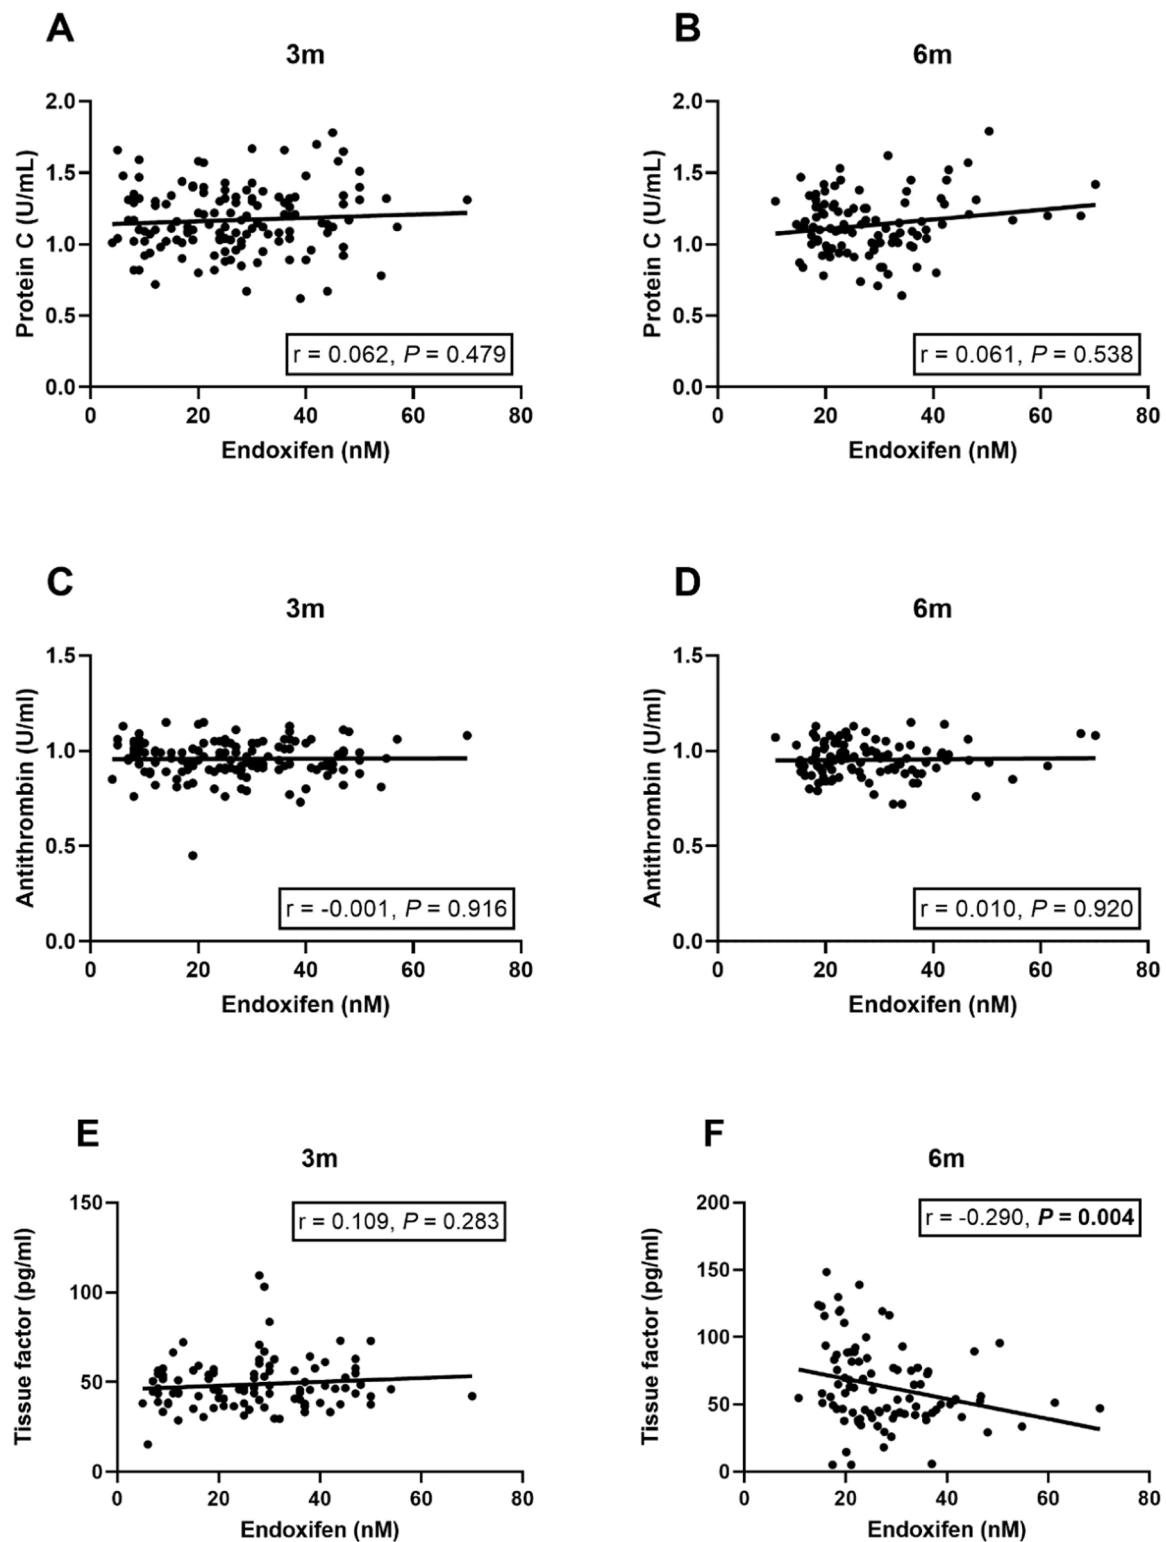 A
3m
Protein C (U/mL)
2.0
1.5
1.0
0.5
0.0
r = 0.062, P = 0.479
0 20 40 60 80
Endoxifen (nM)
B
6m
Protein C (U/mL)
2.0
1.5
1.0
0.5
0.0
r = 0.061, P = 0.538
0 20 40 60 80
Endoxifen (nM)
C
3m
Antithrombin (U/ml)
1.5
1.0
0.5
0.0
r = -0.001, P = 0.916
0 20 40 60 80
Endoxifen (nM)
D
6m
Antithrombin (U/ml)
1.5
1.0
0.5
0.0
r = 0.010, P = 0.920
0 20 40 60 80
Endoxifen (nM)
E
3m
Tissue factor (pg/ml)
150
100
50
0
r = 0.109, P = 0.283
0 20 40 60 80
Endoxifen (nM)
F
6m
Tissue factor (pg/ml)
200
150
100
50
0
r = -0.290, P = 0.004
0 20 40 60 80
Endoxifen (nM)